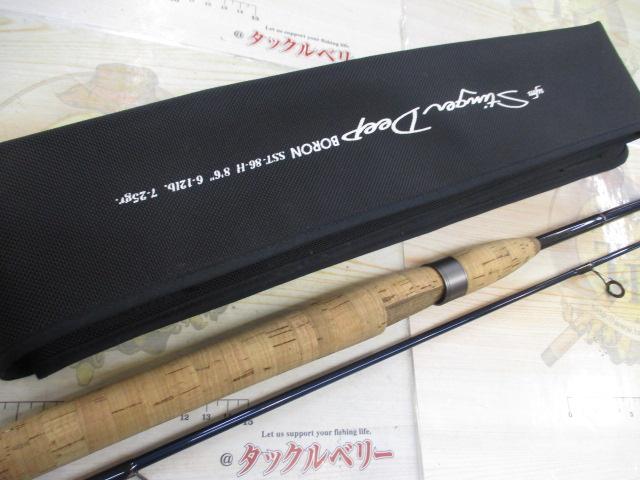 Let us support your fishing life.
@タックルベリー
ufm Stinger Deep BORON SST-86-H 8'6" 6-12lb. 7-25gr.
Let us support your fishing life.
@タックルベリー